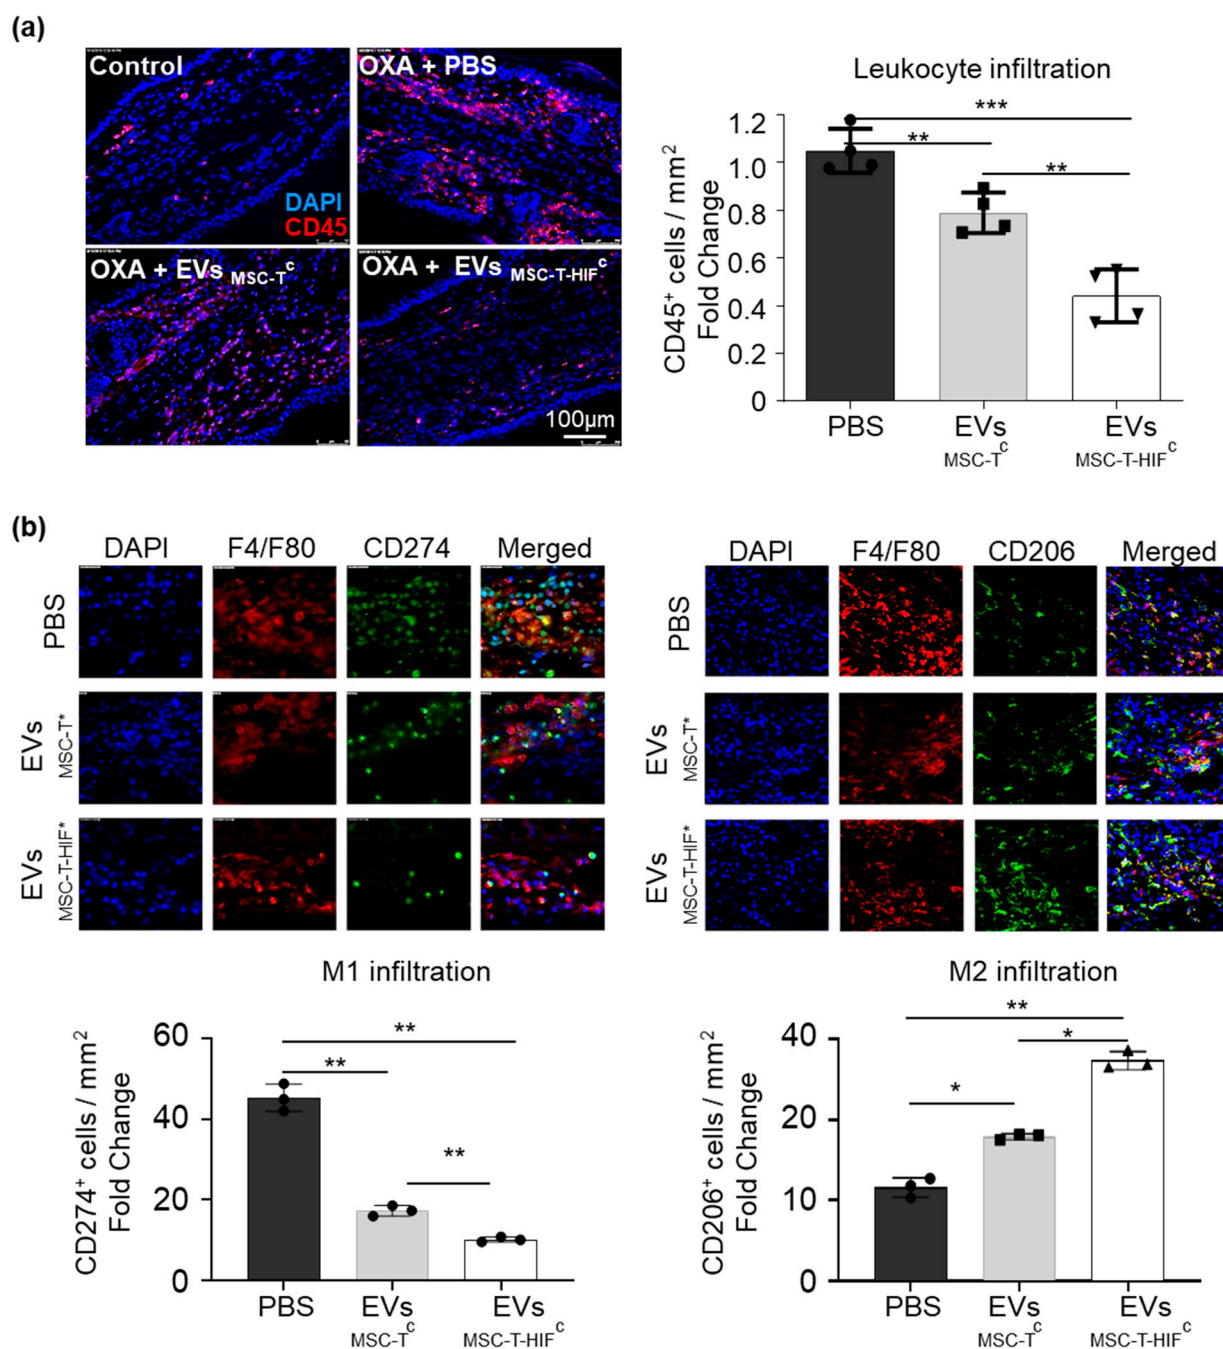 (a)
Control
OXA + PBS
DAPI
CD45
OXA + EVs MSC-T^c
OXA + EVs MSC-T-HIF^c
100µm
Leukocyte infiltration
***
**
**
CD45⁺ cells / mm²
Fold Change
1.2
1.0
0.8
0.6
0.4
0.2
0
PBS
EVs
MSC-T^c
EVs
MSC-T-HIF^c
(b)
DAPI F4/F80 CD274 Merged
PBS
EVs
MSC-T*
EVs
MSC-T-HIF*
DAPI F4/F80 CD206 Merged
PBS
EVs
MSC-T*
EVs
MSC-T-HIF*
M1 infiltration
CD274⁺ cells / mm²
Fold Change
60
40
20
0
**
**
**
PBS
EVs
MSC-T^c
EVs
MSC-T-HIF^c
M2 infiltration
CD206⁺ cells / mm²
Fold Change
40
20
10
0
**
*
*
PBS
EVs
MSC-T^c
EVs
MSC-T-HIF^c